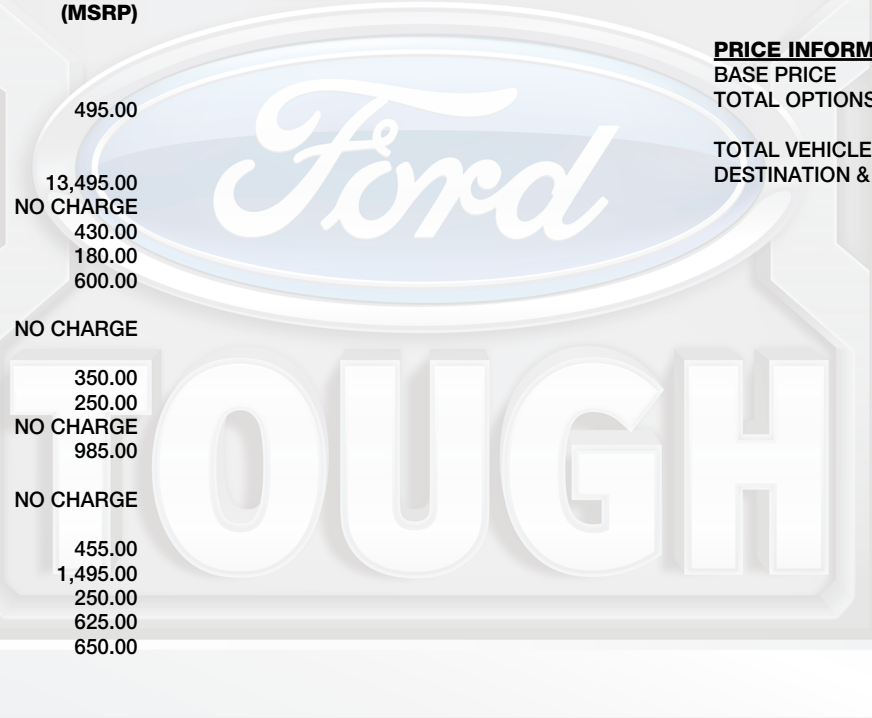 (MSRP)
495.00
13,495.00
NO CHARGE
430.00
180.00
600.00
NO CHARGE
350.00
250.00
NO CHARGE
985.00
NO CHARGE
455.00
1,495.00
250.00
625.00
650.00
PRICE INFORM
BASE PRICE
TOTAL OPTIONS
TOTAL VEHICLE
DESTINATION &
Ford
TOUGH